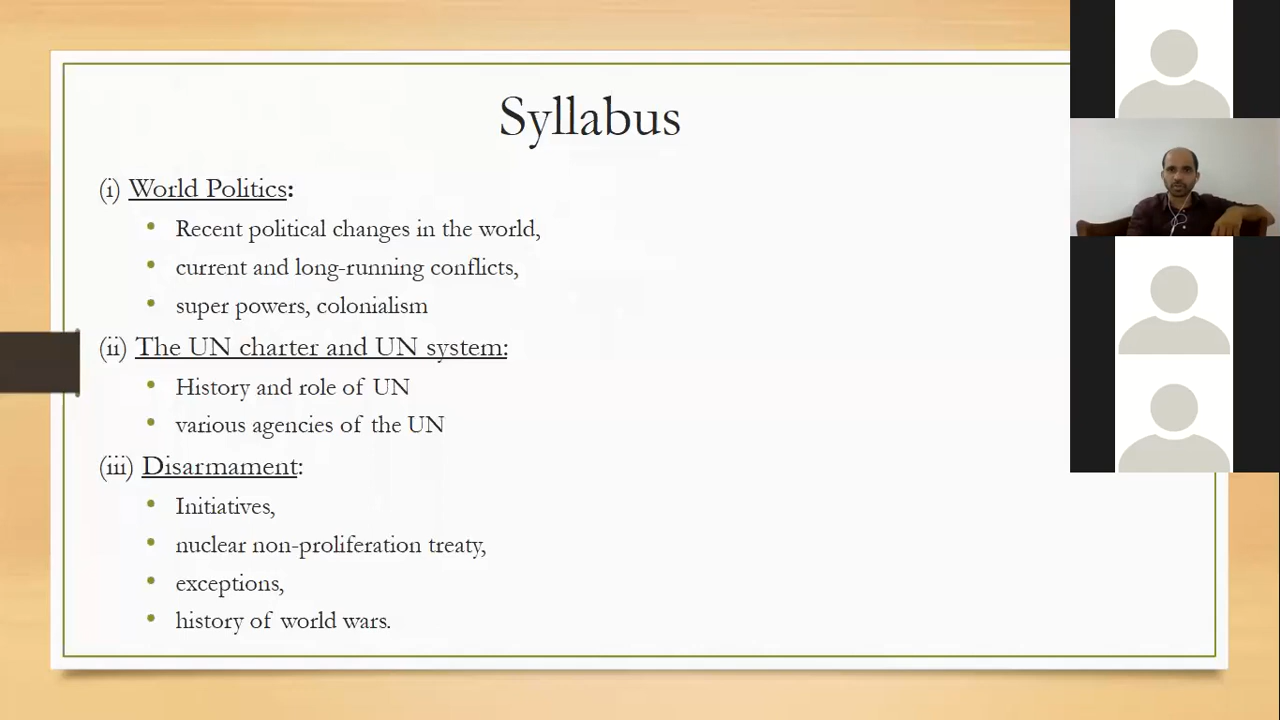 Syllabus
(i) World Politics:
• Recent political changes in the world,
• current and long-running conflicts,
• super powers, colonialism
(ii) The UN charter and UN system:
• History and role of UN
• various agencies of the UN
(iii) Disarmament:
• Initiatives,
• nuclear non-proliferation treaty,
• exceptions,
• history of world wars.